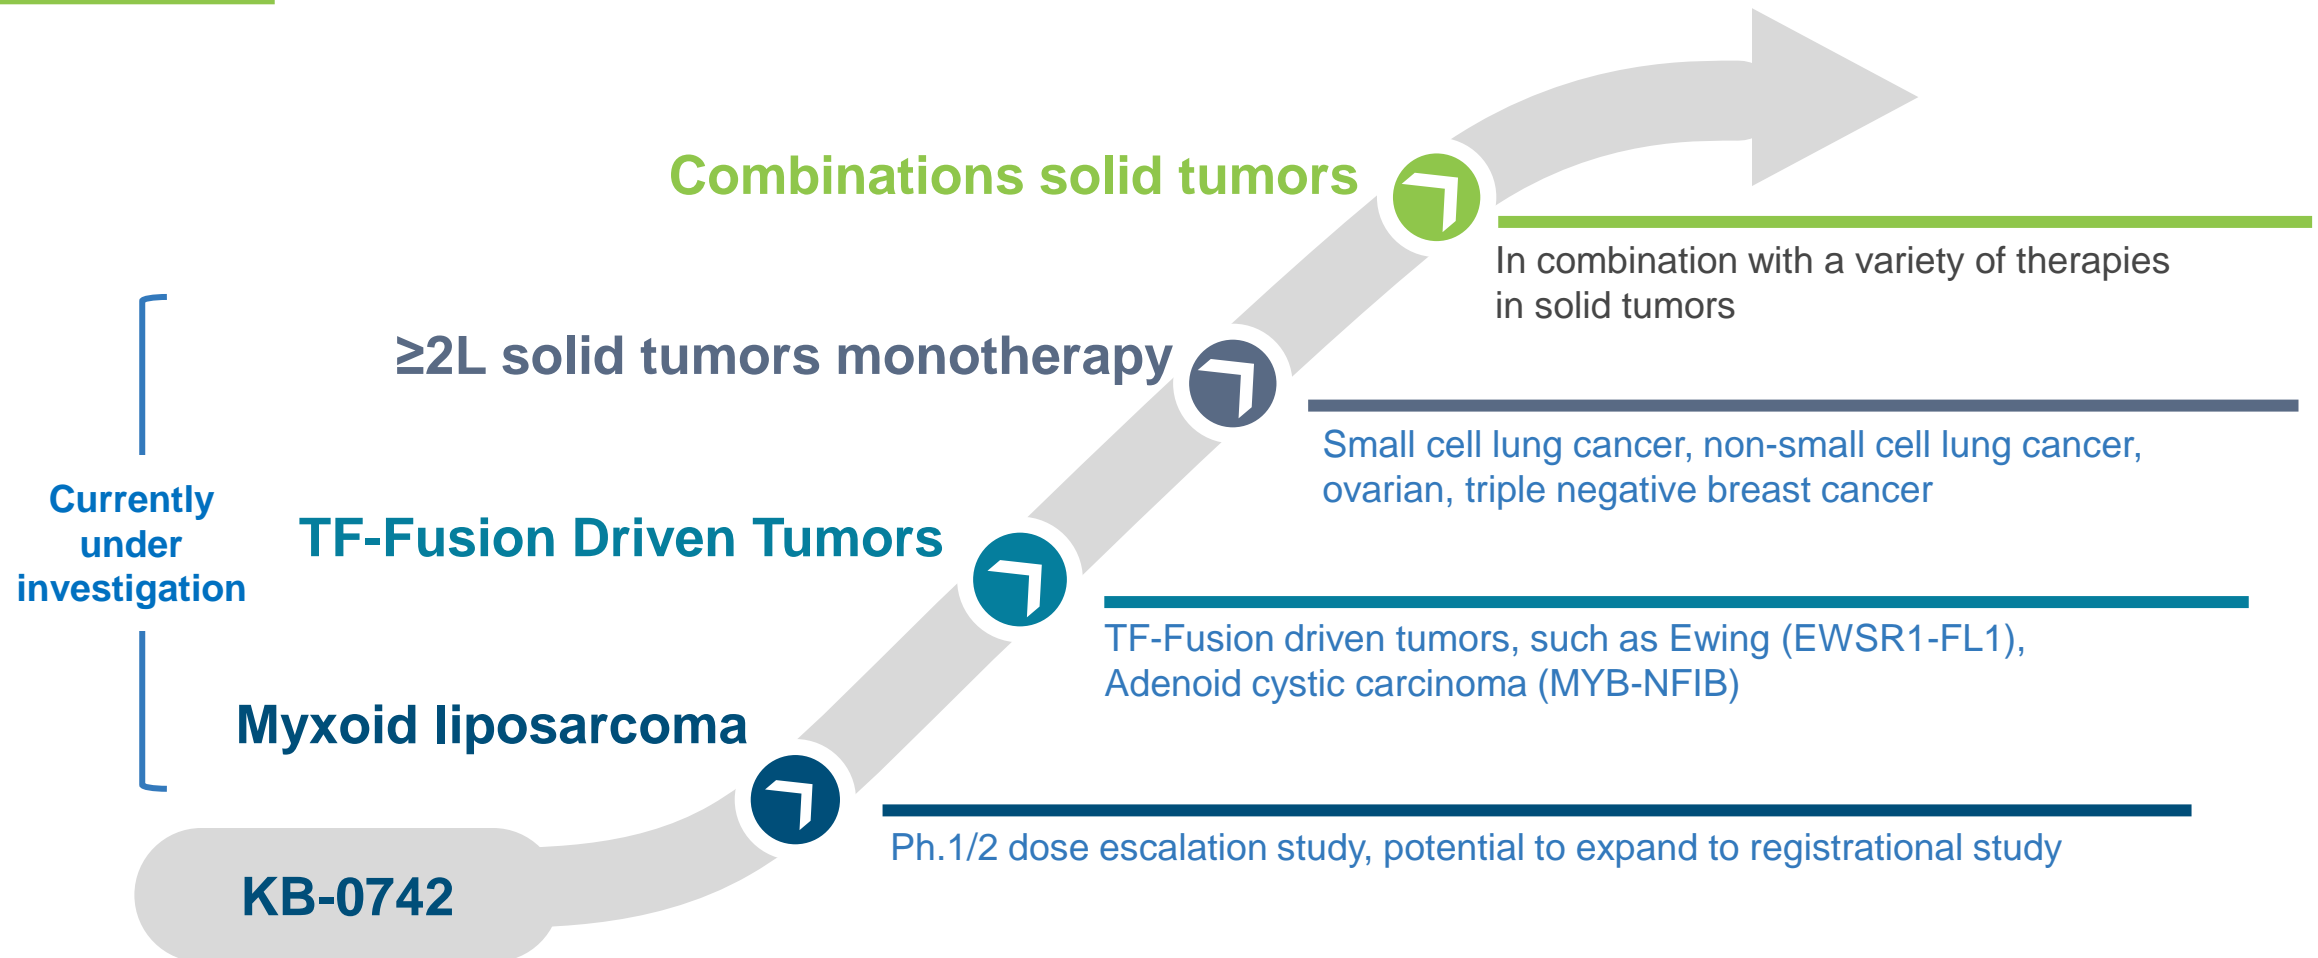 Combinations solid tumors
In combination with a variety of therapies
in solid tumors
≥2L solid tumors monotherapy
Small cell lung cancer, non-small cell lung cancer,
ovarian, triple negative breast cancer
Currently
under
investigation
TF-Fusion Driven Tumors
TF-Fusion driven tumors, such as Ewing (EWSR1-FL1),
Adenoid cystic carcinoma (MYB-NFIB)
Myxoid liposarcoma
Ph.1/2 dose escalation study, potential to expand to registrational study
KB-0742